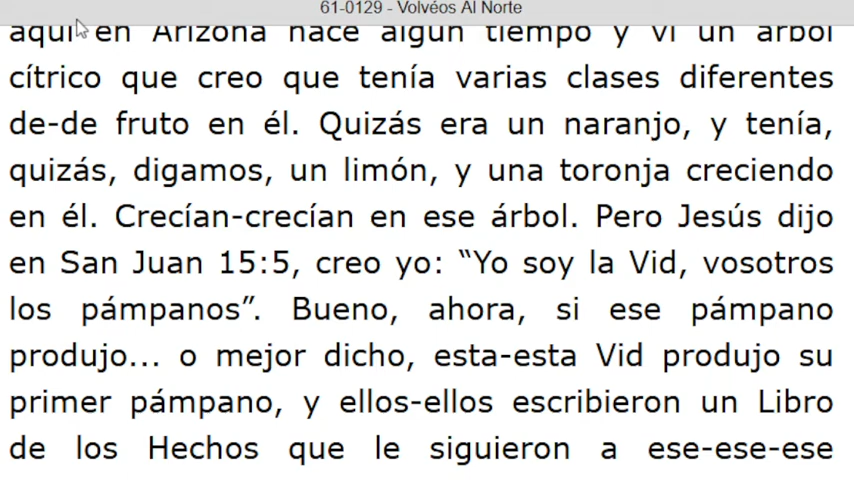 61-0129 - Volvéos Al Norte
aquí en Arizona hace algún tiempo y vi un árbol
cítrico que creo que tenía varias clases diferentes
de-de fruto en él. Quizás era un naranjo, y tenía,
quizás, digamos, un limón, y una toronja creciendo
en él. Crecían-crecían en ese árbol. Pero Jesús dijo
en San Juan 15:5, creo yo: “Yo soy la Vid, vosotros
los pámpanos”. Bueno, ahora, si ese pámpano
produjo... o mejor dicho, esta-esta Vid produjo su
primer pámpano, y ellos-ellos escribieron un Libro
de los Hechos que le siguieron a ese-ese-ese